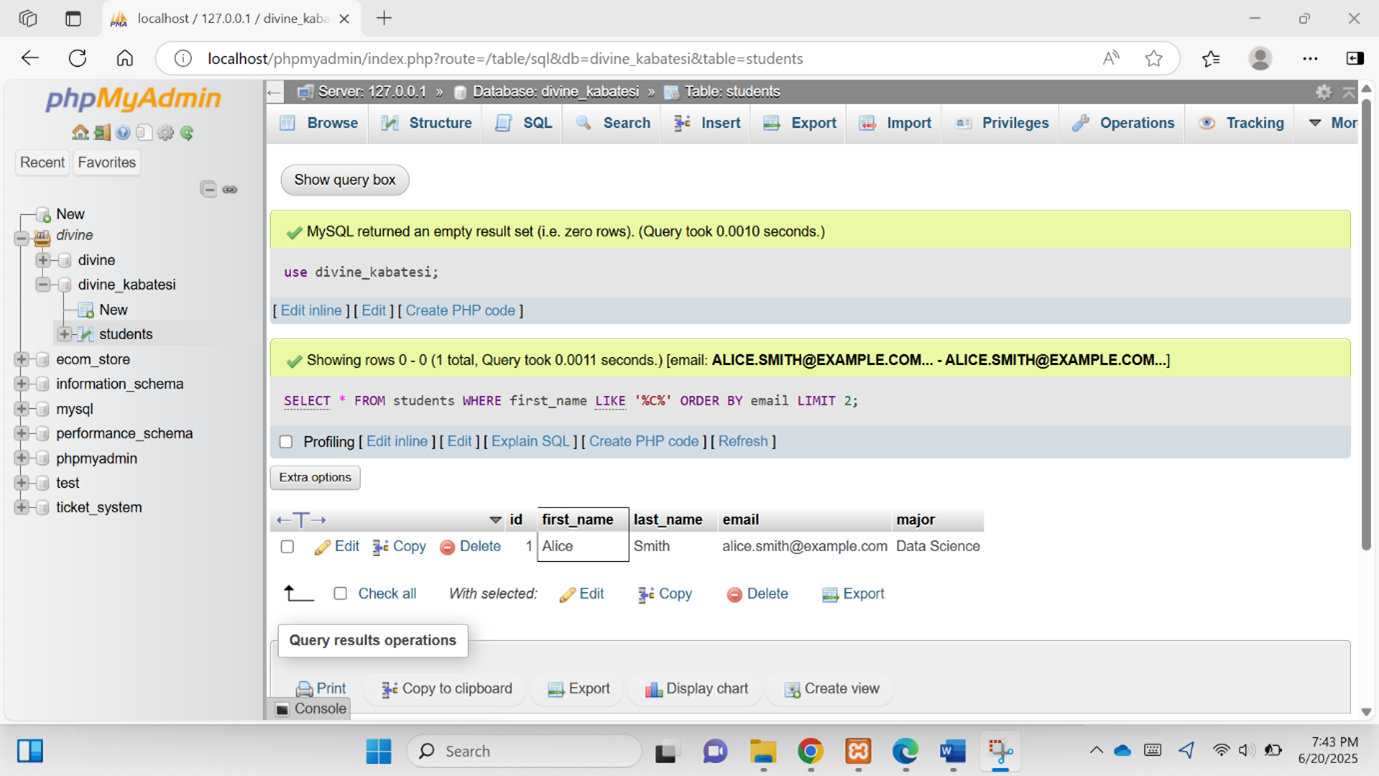 localhost / 127.0.0.1 / divine_kaba
localhost/phpmyadmin/index.php?route=/table/sql&db=divine_kabatesi&table=students
phpMyAdmin
Recent Favorites
New
divine
divine
divine_kabatesi
New
students
ecom_store
information_schema
mysql
performance_schema
phpmyadmin
test
ticket_system
Server: 127.0.0.1 » Database: divine_kabatesi » Table: students
Browse Structure SQL Search Insert Export Import Privileges Operations Tracking Mor
Show query box
MySQL returned an empty result set (i.e. zero rows). (Query took 0.0010 seconds.)
use divine_kabatesi;
[ Edit inline ] [ Edit ] [ Create PHP code ]
Showing rows 0 - 0 (1 total, Query took 0.0011 seconds.) [email: ALICE.SMITH@EXAMPLE.COM... - ALICE.SMITH@EXAMPLE.COM...]
SELECT * FROM students WHERE first_name LIKE '%C%' ORDER BY email LIMIT 2;
Profiling [ Edit inline ] [ Edit ] [ Explain SQL ] [ Create PHP code ] [ Refresh ]
Extra options
id first_name last_name email major
Edit Copy Delete 1 Alice Smith alice.smith@example.com Data Science
Check all With selected: Edit Copy Delete Export
Query results operations
Print Copy to clipboard Export Display chart Create view
Console
Search
7:43 PM
6/20/2025